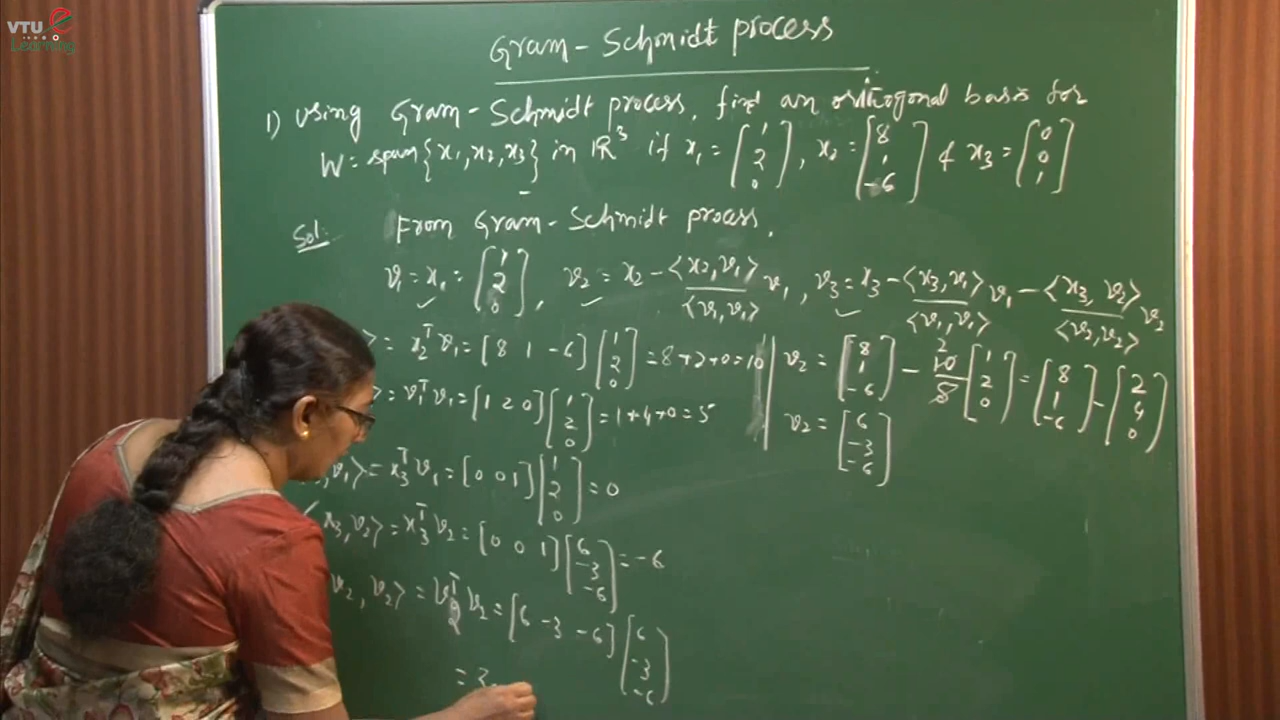 VTU e
Learning
Gram - Schmidt process
1) Using Gram - Schmidt process, find an orthogonal basis for
W = span{x₁, x₂, x₃} in ℝ³ if x₁ = [1 2 0], x₂ = [8 1 -6] & x₃ = [0 0 1]
Sol: From Gram - Schmidt process,
v₁ = x₁ = [1 2 0], v₂ = x₂ - <x₂, v₁>/<v₁, v₁> v₁, v₃ = x₃ - <x₃, v₁>/<v₁, v₁> v₁ - <x₃, v₂>/<v₂, v₂> v₂
> = x₂ᵀ v₁ = [8 1 -6] [1 2 0] = 8 + 2 + 0 = 10
> = v₁ᵀ v₁ = [1 2 0] [1 2 0] = 1 + 4 + 0 = 5
, v₁> = x₃ᵀ v₁ = [0 0 1] [1 2 0] = 0
<x₃, v₂> = x₃ᵀ v₂ = [0 0 1] [6 -3 -6] = -6
v₂, v₂> = v₂ᵀ v₂ = [6 -3 -6] [6 -3 -6]
= 3
v₂ = [8 1 -6] - 10/5 2 [1 2 0] = [8 1 -6] - [2 4 0]
v₂ = [6 -3 -6]